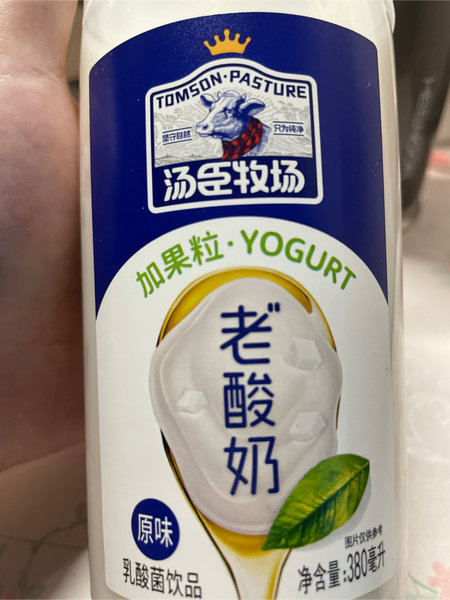 TOMSON·PASTURE
坚守自然 只为纯净
汤臣牧场
加果粒·YOGURT
老酸奶
原味
乳酸菌饮品
图片仅供参考
净含量:380毫升